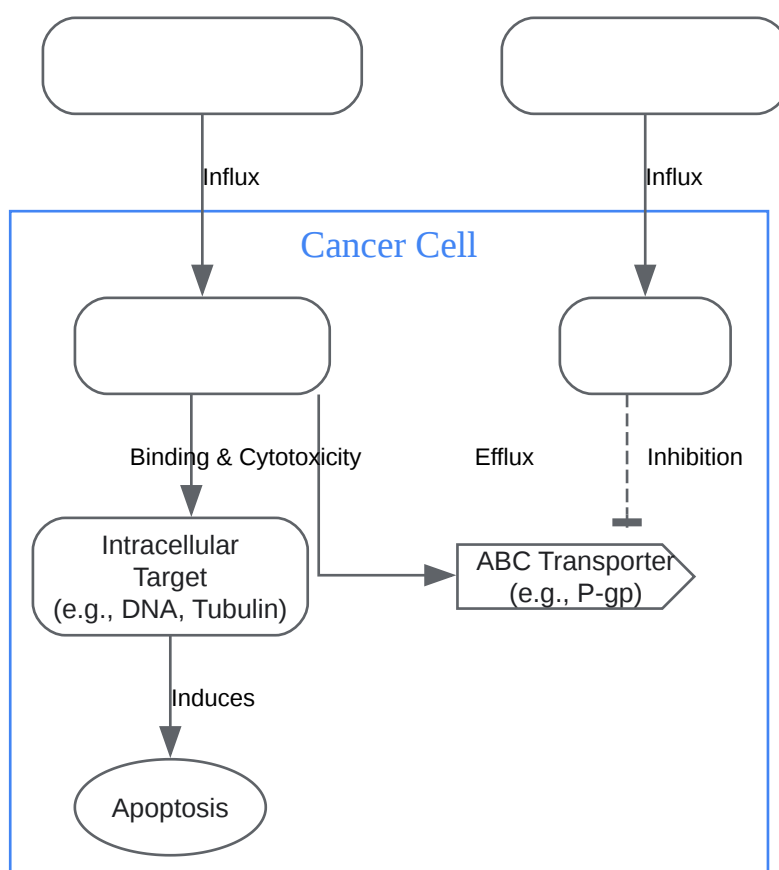 Influx
Influx
Cancer Cell
Binding & Cytotoxicity
Efflux
Inhibition
Intracellular
Target
(e.g., DNA, Tubulin)
ABC Transporter
(e.g., P-gp)
Induces
Apoptosis